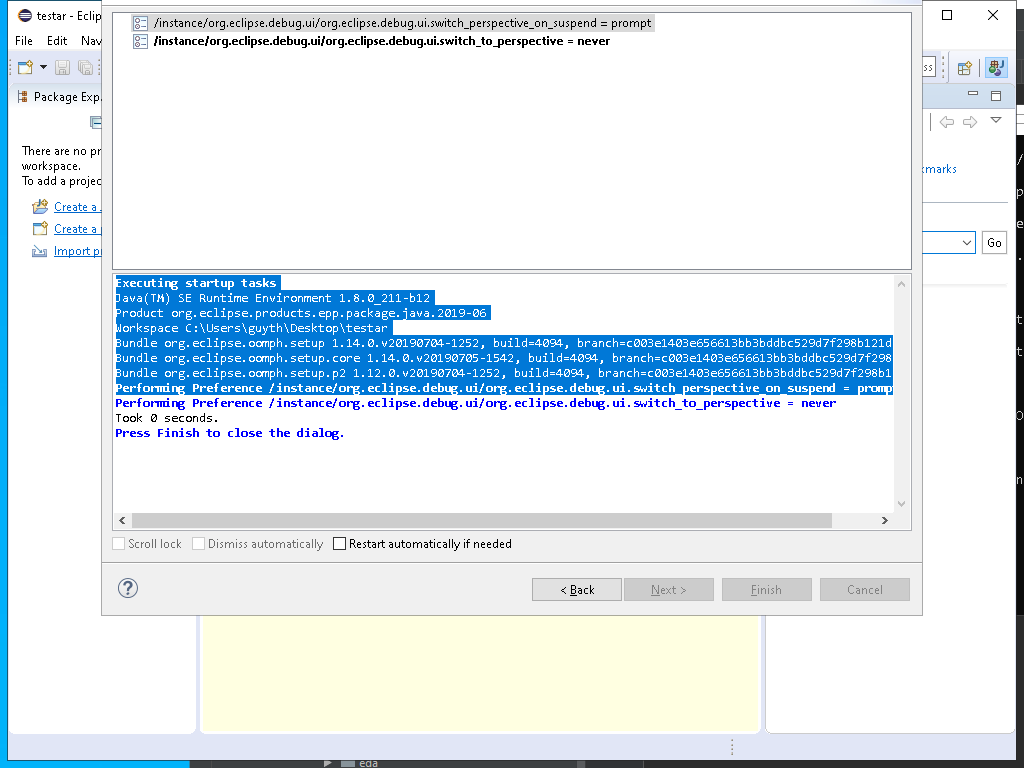 testar - Eclip
File Edit Nav
Package Exp
There are no pr
workspace.
To add a projec
Create a
Create a
Import p
/instance/org.eclipse.debug.ui/org.eclipse.debug.ui.switch_perspective_on_suspend = prompt
/instance/org.eclipse.debug.ui/org.eclipse.debug.ui.switch_to_perspective = never
ss
marks
Go
Executing startup tasks
Java(TM) SE Runtime Environment 1.8.0_211-b12
Product org.eclipse.products.epp.package.java.2019-06
Workspace C:\Users\guyth\Desktop\testar
Bundle org.eclipse.oomph.setup 1.14.0.v20190704-1252, build=4094, branch=c003e1403e656613bb3bddbc529d7f298b121d
Bundle org.eclipse.oomph.setup.core 1.14.0.v20190705-1542, build=4094, branch=c003e1403e656613bb3bddbc529d7f298
Bundle org.eclipse.oomph.setup.p2 1.12.0.v20190704-1252, build=4094, branch=c003e1403e656613bb3bddbc529d7f298b1
Performing Preference /instance/org.eclipse.debug.ui/org.eclipse.debug.ui.switch_perspective_on_suspend = promp
Performing Preference /instance/org.eclipse.debug.ui/org.eclipse.debug.ui.switch_to_perspective = never
Took 0 seconds.
Press Finish to close the dialog.
Scroll lock Dismiss automatically Restart automatically if needed
? < Back Next > Finish Cancel
eda